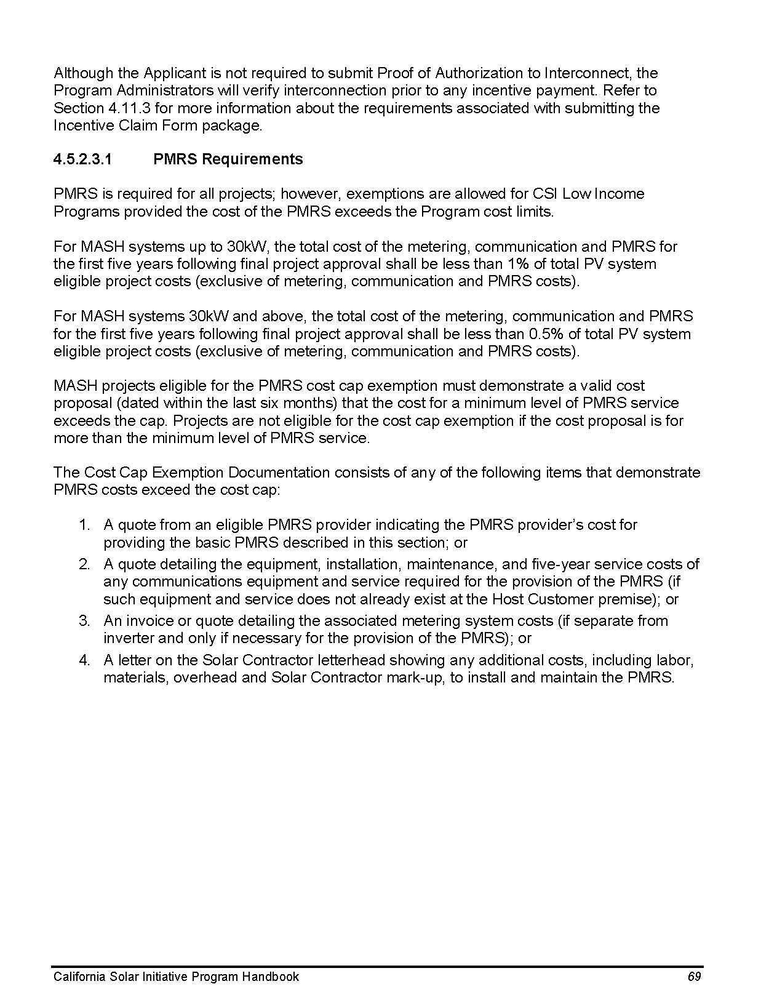 Although the Applicant is not required to submit Proof of Authorization to Interconnect, the
Program Administrators will verify interconnection prior to any incentive payment. Refer to
Section 4.11.3 for more information about the requirements associated with submitting the
Incentive Claim Form package.
4.5.2.3.1 PMRS Requirements
PMRS is required for all projects; however, exemptions are allowed for CSI Low Income
Programs provided the cost of the PMRS exceeds the Program cost limits.
For MASH systems up to 30kW, the total cost of the metering, communication and PMRS for
the first five years following final project approval shall be less than 1% of total PV system
eligible project costs (exclusive of metering, communication and PMRS costs).
For MASH systems 30kW and above, the total cost of the metering, communication and PMRS
for the first five years following final project approval shall be less than 0.5% of total PV system
eligible project costs (exclusive of metering, communication and PMRS costs).
MASH projects eligible for the PMRS cost cap exemption must demonstrate a valid cost
proposal (dated within the last six months) that the cost for a minimum level of PMRS service
exceeds the cap. Projects are not eligible for the cost cap exemption if the cost proposal is for
more than the minimum level of PMRS service.
The Cost Cap Exemption Documentation consists of any of the following items that demonstrate
PMRS costs exceed the cost cap:
1. A quote from an eligible PMRS provider indicating the PMRS provider’s cost for
providing the basic PMRS described in this section; or
2. A quote detailing the equipment, installation, maintenance, and five-year service costs of
any communications equipment and service required for the provision of the PMRS (if
such equipment and service does not already exist at the Host Customer premise); or
3. An invoice or quote detailing the associated metering system costs (if separate from
inverter and only if necessary for the provision of the PMRS); or
4. A letter on the Solar Contractor letterhead showing any additional costs, including labor,
materials, overhead and Solar Contractor mark-up, to install and maintain the PMRS.
California Solar Initiative Program Handbook 69